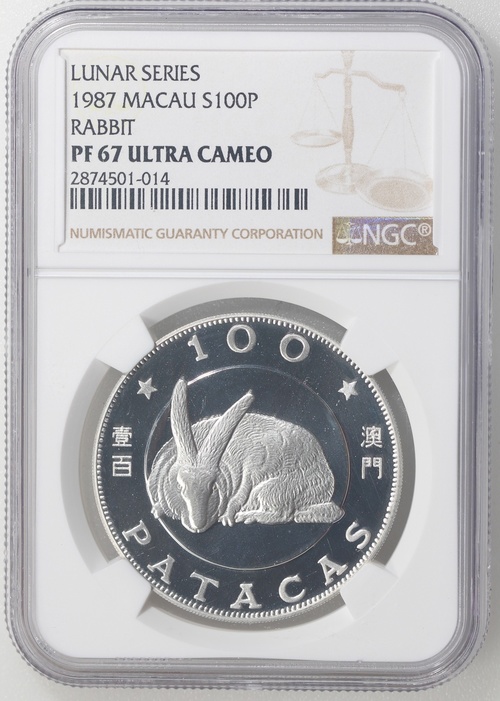 LUNAR SERIES
1987 MACAU S100P
RABBIT
PF 67 ULTRA CAMEO
2874501-014
NUMISMATIC GUARANTY CORPORATION
NGC®
100
壹百
澳門
PATACAS